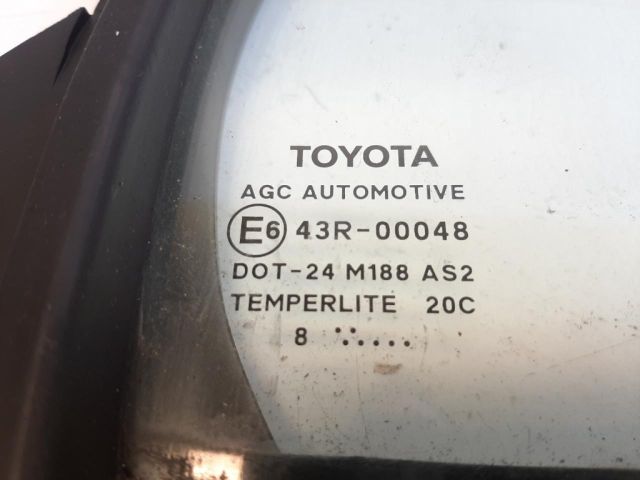 TOYOTA
AGC AUTOMOTIVE
E6 43R-00048
DOT-24 M188 AS2
TEMPERLITE 20C
8